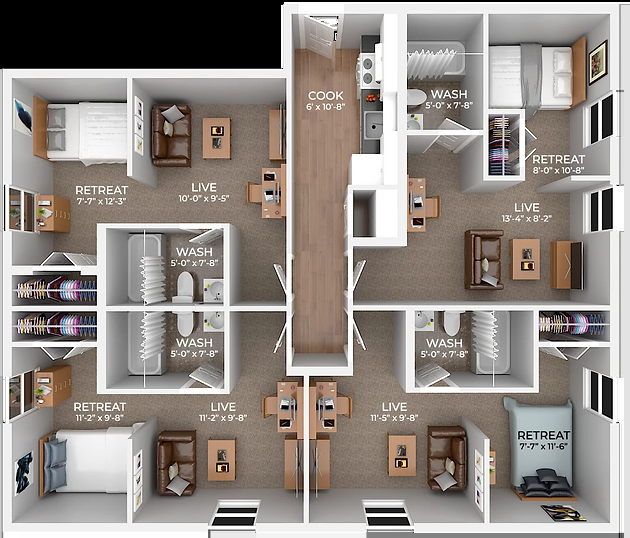 COOK
6' x 10'-8"
WASH
5'-0" x 7'-8"
RETREAT
8'-0" x 10'-8"
RETREAT
7'-7" x 12'-3"
LIVE
10'-0" x 9'-5"
LIVE
13'-4" x 8'-2"
WASH
5'-0" x 7'-8"
WASH
5'-0" x 7'-8"
WASH
5'-0" x 7'-8"
RETREAT
11'-2" x 9'-8"
LIVE
11'-2" x 9'-8"
LIVE
11'-5" x 9'-8"
RETREAT
7'-7" x 11'-6"